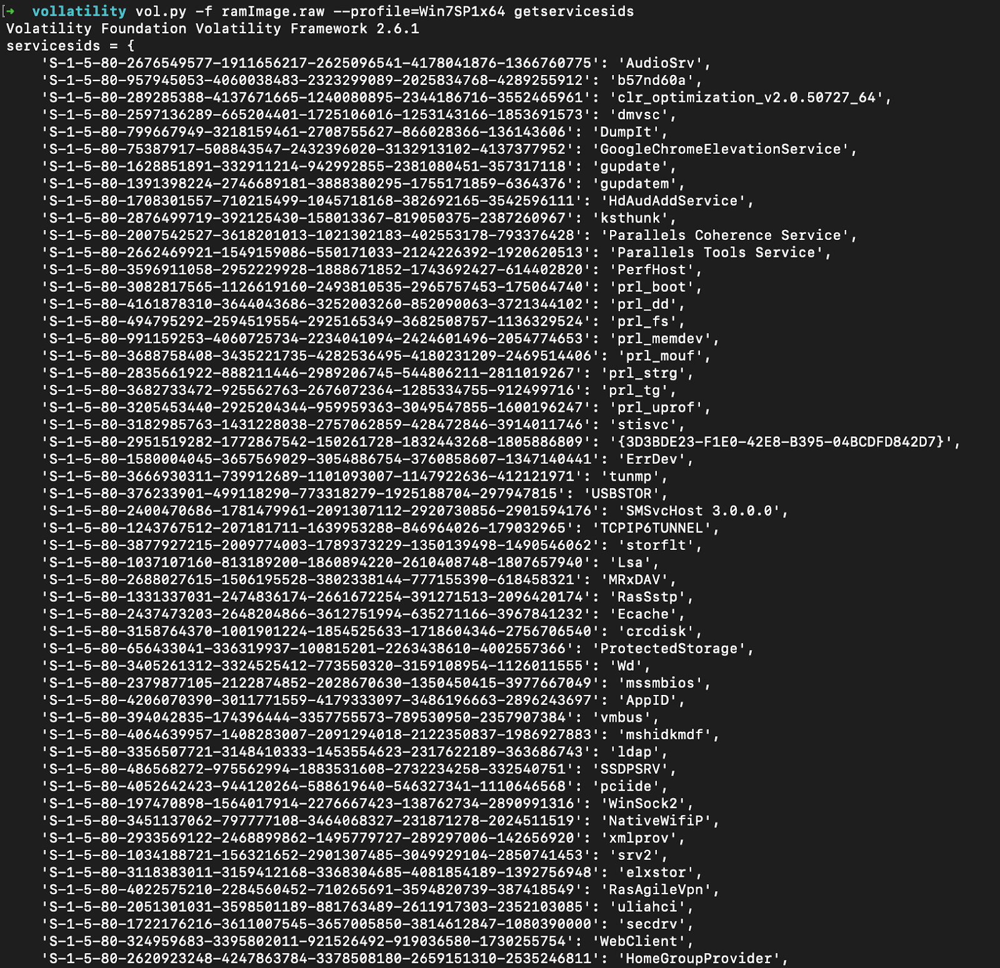 ➜  vollatility vol.py -f ramImage.raw --profile=Win7SP1x64 getservicesids
Volatility Foundation Volatility Framework 2.6.1
servicesids = {
    'S-1-5-80-2676549577-1911656217-2625096541-4178041876-1366760775': 'AudioSrv',
    'S-1-5-80-957945053-4060038483-2323299089-2025834768-4289255912': 'b57nd60a',
    'S-1-5-80-289285388-4137671665-1240080895-2344186716-3552465961': 'clr_optimization_v2.0.50727_64',
    'S-1-5-80-2597136289-665204401-1725106016-1253143166-1853691573': 'dmvsc',
    'S-1-5-80-799667949-3218159461-2708755627-866028366-136143606': 'DumpIt',
    'S-1-5-80-75387917-508843547-2432396020-3132913102-4137377952': 'GoogleChromeElevationService',
    'S-1-5-80-1628851891-332911214-942992855-2381080451-357317118': 'gupdate',
    'S-1-5-80-1391398224-2746689181-3888380295-1755171859-6364376': 'gupdatem',
    'S-1-5-80-1708301557-710215499-1045718168-382692165-3542596111': 'HdAudAddService',
    'S-1-5-80-2876499719-392125430-158013367-819050375-2387260967': 'ksthunk',
    'S-1-5-80-2007542527-3618201013-1021302183-402553178-793376428': 'Parallels Coherence Service',
    'S-1-5-80-2662469921-1549159086-550171033-2124226392-1920620513': 'Parallels Tools Service',
    'S-1-5-80-3596911058-2952229928-1888671852-1743692427-614402820': 'PerfHost',
    'S-1-5-80-3082817565-1126619160-2493810535-2965757453-175064740': 'prl_boot',
    'S-1-5-80-4161878310-3644043686-3252003260-852090063-3721344102': 'prl_dd',
    'S-1-5-80-494795292-2594519554-2925165349-3682508757-1136329524': 'prl_fs',
    'S-1-5-80-991159253-4060725734-2234041094-2424601496-2054774653': 'prl_memdev',
    'S-1-5-80-3688758408-3435221735-4282536495-4180231209-2469514406': 'prl_mouf',
    'S-1-5-80-2835661922-888211446-2989206745-544806211-2811019267': 'prl_strg',
    'S-1-5-80-3682733472-925562763-2676072364-1285334755-912499716': 'prl_tg',
    'S-1-5-80-3205453440-2925204344-959959363-3049547855-1600196247': 'prl_uprof',
    'S-1-5-80-3182985763-1431228038-2757062859-428472846-3914011746': 'stisvc',
    'S-1-5-80-2951519282-1772867542-150261728-1832443268-1805886809': '{3D3BDE23-F1E0-42E8-B395-04BCDFD842D7}',
    'S-1-5-80-1580004045-3657569029-3054886754-3760858607-1347140441': 'ErrDev',
    'S-1-5-80-3666930311-739912689-1101093007-1147922636-412121971': 'tunmp',
    'S-1-5-80-376233901-499118290-773318279-1925188704-297947815': 'USBSTOR',
    'S-1-5-80-2400470686-1781479961-2091307112-2920730856-2901594176': 'SMSvcHost 3.0.0.0',
    'S-1-5-80-1243767512-207181711-1639953288-846964026-179032965': 'TCPIP6TUNNEL',
    'S-1-5-80-3877927215-2009774003-1789373229-1350139498-1490546062': 'storflt',
    'S-1-5-80-1037107160-813189200-1860894220-2610408748-1807657940': 'Lsa',
    'S-1-5-80-2688027615-1506195528-3802338144-777155390-618458321': 'MRxDAV',
    'S-1-5-80-1331337031-2474836174-2661672254-391271513-2096420174': 'RasSstp',
    'S-1-5-80-2437473203-2648204866-3612751994-635271166-3967841232': 'Ecache',
    'S-1-5-80-3158764370-1001901224-1854525633-1718604346-2756706540': 'crcdisk',
    'S-1-5-80-656433041-336319937-100815201-2263438610-4002557366': 'ProtectedStorage',
    'S-1-5-80-3405261312-3324525412-773550320-3159108954-1126011555': 'Wd',
    'S-1-5-80-2379877105-2122874852-2028670630-1350450415-3977667049': 'mssmbios',
    'S-1-5-80-4206070390-3011771559-4179333097-3486196663-2896243697': 'AppID',
    'S-1-5-80-394042835-174396444-3357755573-789530950-2357907384': 'vmbus',
    'S-1-5-80-4064639957-1408283007-2091294018-2122350837-1986927883': 'mshidkmdf',
    'S-1-5-80-3356507721-3148410333-1453554623-2317622189-363686743': 'ldap',
    'S-1-5-80-486568272-975562994-1883531608-2732234258-332540751': 'SSDPSRV',
    'S-1-5-80-4052642423-944120264-588619640-546327341-1110646568': 'pciide',
    'S-1-5-80-197470898-1564017914-2276667423-138762734-2890991316': 'WinSock2',
    'S-1-5-80-3451137062-797777108-3464068327-231871278-2024511519': 'NativeWifiP',
    'S-1-5-80-2933569122-2468899862-1495779727-289297006-142656920': 'xmlprov',
    'S-1-5-80-1034188721-156321652-2901307485-3049929104-2850741453': 'srv2',
    'S-1-5-80-3118383011-3159412168-3368304685-4081854189-1392756948': 'elxstor',
    'S-1-5-80-4022575210-2284560452-710265691-3594820739-387418549': 'RasAgileVpn',
    'S-1-5-80-2051301031-3598501189-881763489-2611917303-2352103085': 'uliahci',
    'S-1-5-80-1722176216-3611007545-3657005850-3814612847-1080390000': 'secdrv',
    'S-1-5-80-324959683-3395802011-921526492-919036580-1730255754': 'WebClient',
    'S-1-5-80-2620923248-4247863784-3378508180-2659151310-2535246811': 'HomeGroupProvider',